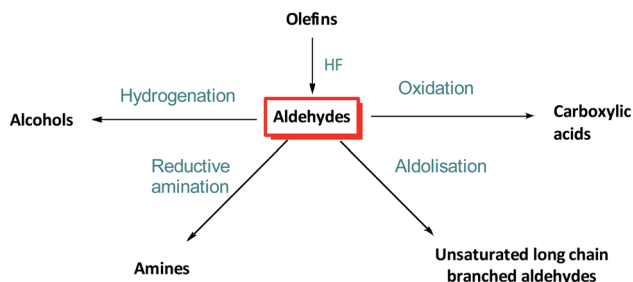 Olefins
HF
Hydrogenation
Oxidation
Alcohols
Aldehydes
Carboxylic
acids
Reductive
amination
Aldolisation
Amines
Unsaturated long chain
branched aldehydes